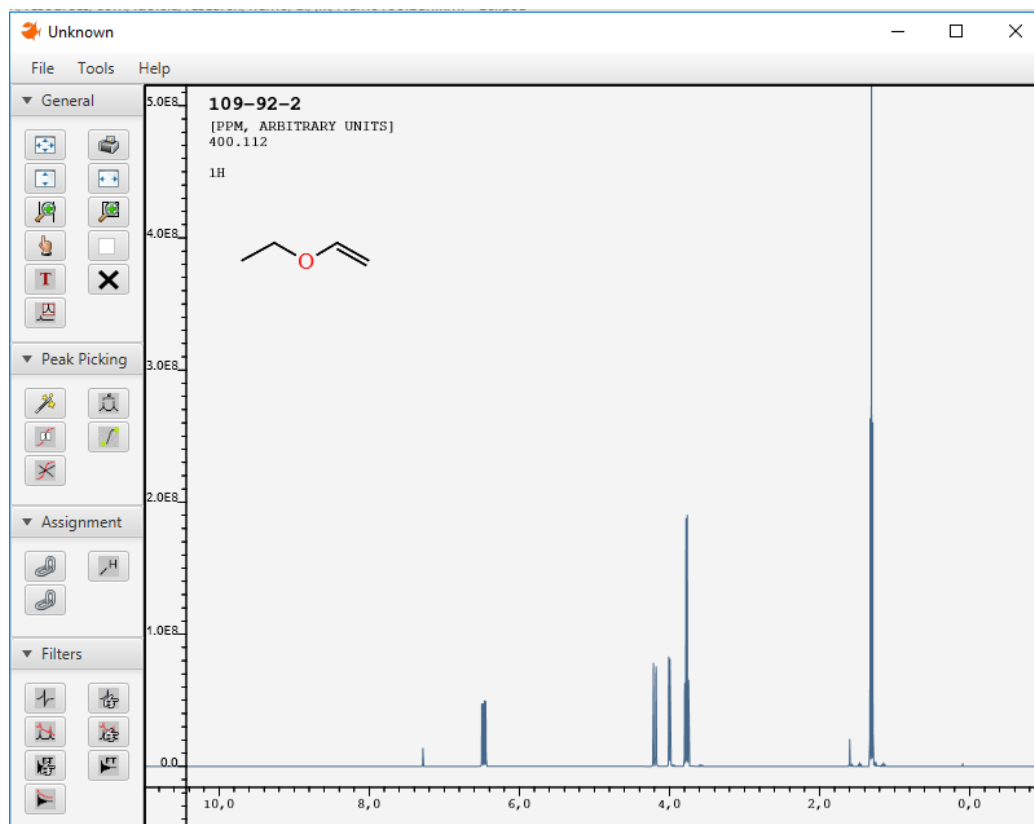 Unknown
File Tools Help
General
Peak Picking
Assignment
Filters
T
H
FT
FT
109-92-2
[PPM, ARBITRARY UNITS]
400.112
1H
O
5.0E8
4.0E8
3.0E8
2.0E8
1.0E8
0.0
10,0 8,0 6,0 4,0 2,0 0,0